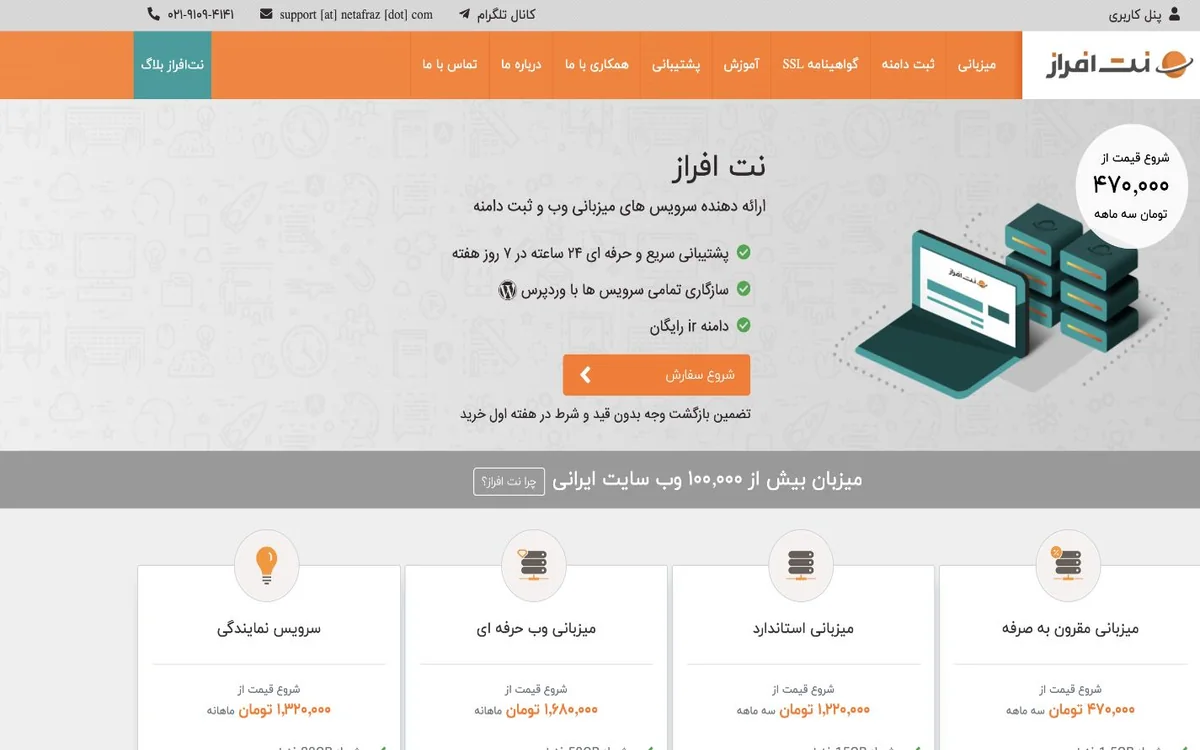 پنل کاربری
کانال تلگرام
support [at] netafraz [dot] com
۰۲۱-۹۱۰۹-۴۱۴۱
نت افراز
میزبانی
ثبت دامنه
گواهینامه SSL
آموزش
پشتیبانی
همکاری با ما
درباره ما
تماس با ما
نت‌افراز بلاگ
شروع قیمت از
۴۷۰,۰۰۰
تومان سه ماهه
نت افراز
نت افراز
ارائه دهنده سرویس های میزبانی وب و ثبت دامنه
پشتیبانی سریع و حرفه ای ۲۴ ساعته در ۷ روز هفته
سازگاری تمامی سرویس ها با وردپرس
دامنه ir رایگان
شروع سفارش
تضمین بازگشت وجه بدون قید و شرط در هفته اول خرید
میزبان بیش از ۱۰۰,۰۰۰ وب سایت ایرانی
چرا نت افراز؟
میزبانی مقرون به صرفه
شروع قیمت از
۴۷۰,۰۰۰ تومان سه ماهه
میزبانی استاندارد
شروع قیمت از
۱,۲۲۰,۰۰۰ تومان سه ماهه
میزبانی وب حرفه ای
شروع قیمت از
۱,۶۸۰,۰۰۰ تومان ماهانه
سرویس نمایندگی
شروع قیمت از
۱,۳۲۰,۰۰۰ تومان ماهانه